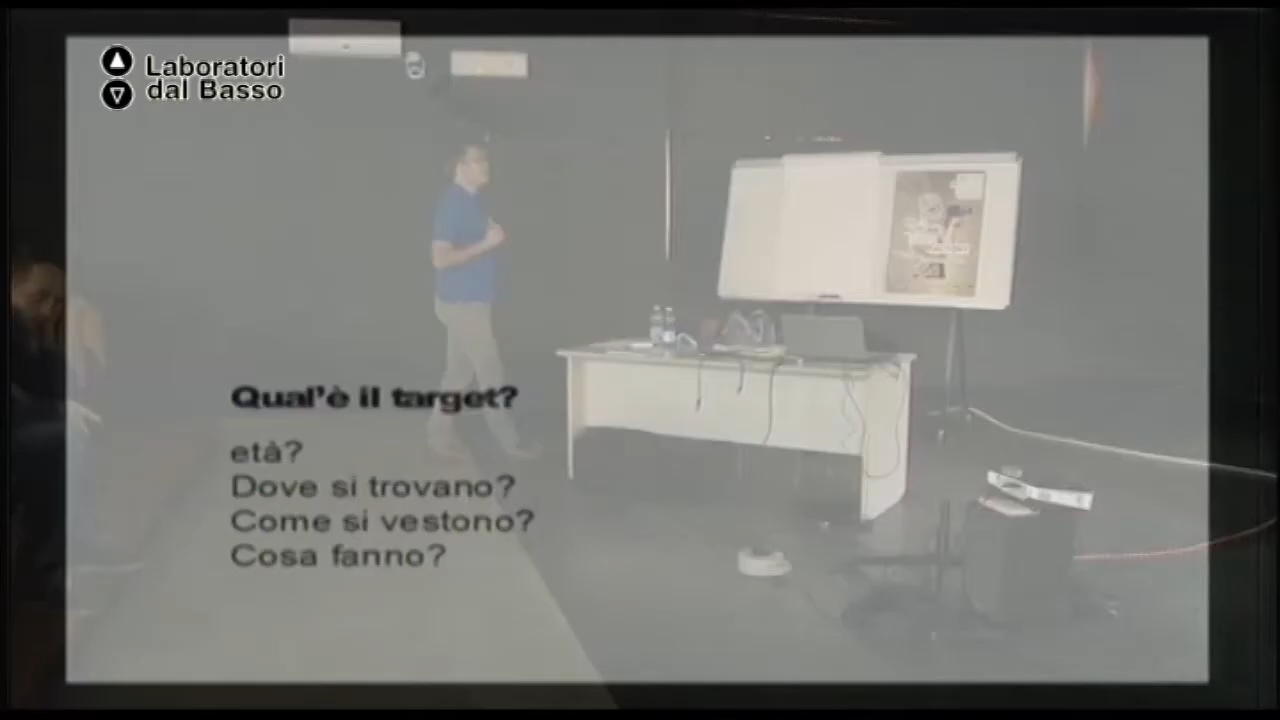 Laboratori
dal Basso
Qual'è il target?
età?
Dove si trovano?
Come si vestono?
Cosa fanno?